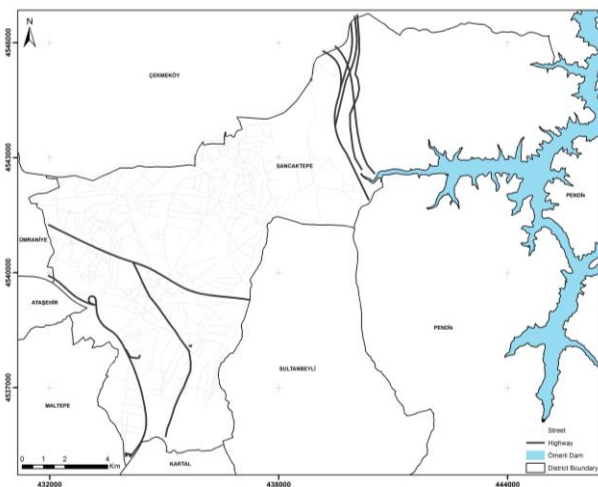 N
ÇEKMEKÖY
SANCAKTEPE
PENDİK
ÜMRANİYE
ATAŞEHİR
PENDİK
SULTANBEYLİ
MALTEPE
KARTAL
Street
Highway
Ömerli Dam
District Boundary
0 1 2 4
Km
4546000
4543000
4540000
4537000
432000
438000
444000